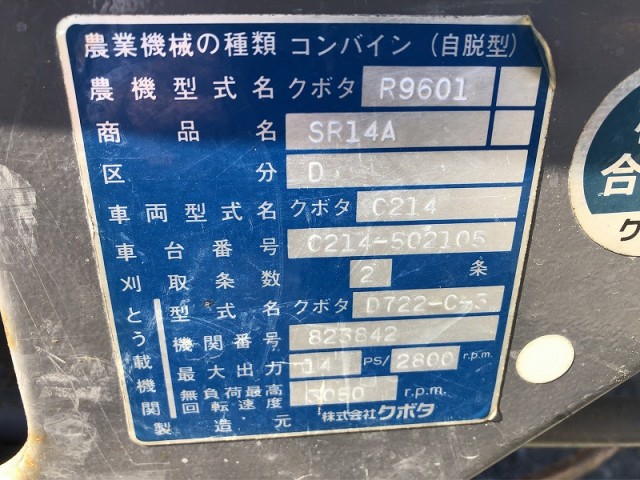 農業機械の種類 コンバイン (自脱型)
農機型式名 クボタ R9601
商品名 SR14A
区分 D
車両型式名 クボタ C214
車台番号 C214-502105
刈取条数 2 条
とう載機関
型式名 クボタ D722-C-3
機関番号 823842
最大出力 14 PS/2800 r.p.m.
無負荷最高回転速度 3050 r.p.m.
製造元 株式会社クボタ
合
ク